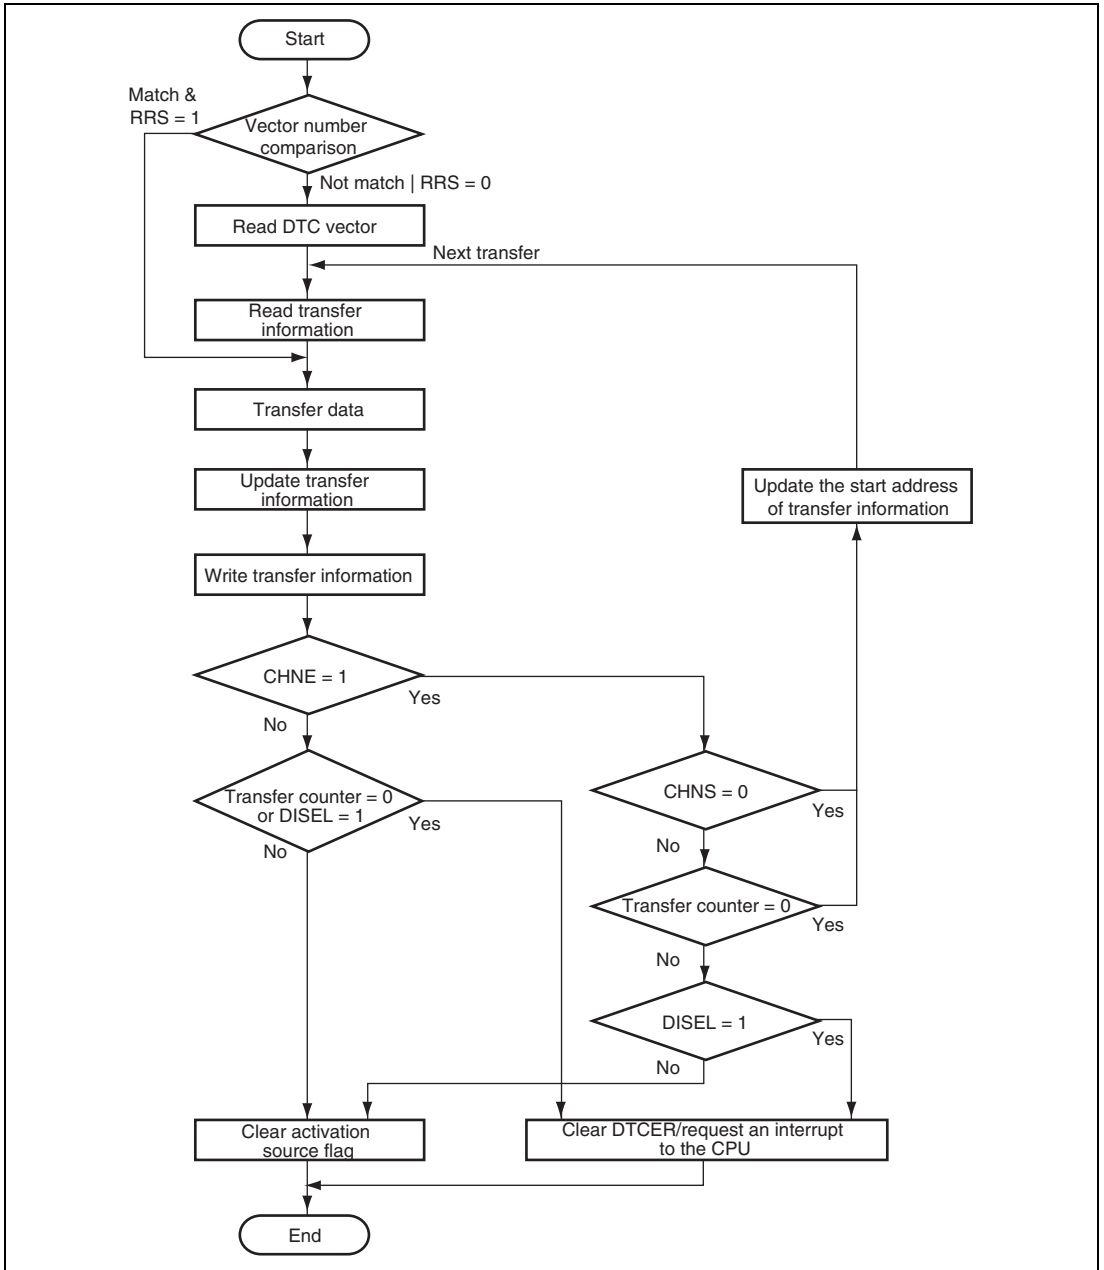 Start
Match &
RRS = 1
Vector number
comparison
Not match | RRS = 0
Read DTC vector
Next transfer
Read transfer
information
Transfer data
Update transfer
information
Update the start address
of transfer information
Write transfer information
CHNE = 1
Yes
No
Transfer counter = 0
or DISEL = 1
Yes
No
CHNS = 0
Yes
No
Transfer counter = 0
Yes
No
DISEL = 1
Yes
No
Clear activation
source flag
Clear DTCER/request an interrupt
to the CPU
End